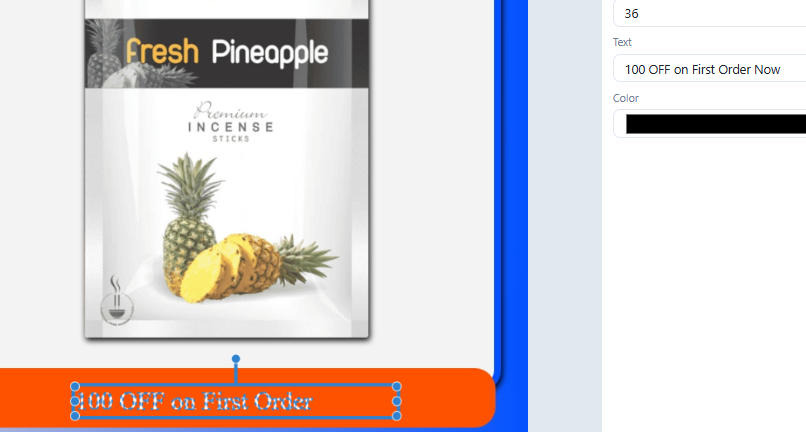 fresh Pineapple
Premium
INCENSE
STICKS
100 OFF on First Order
36
Text
100 OFF on First Order Now
Color